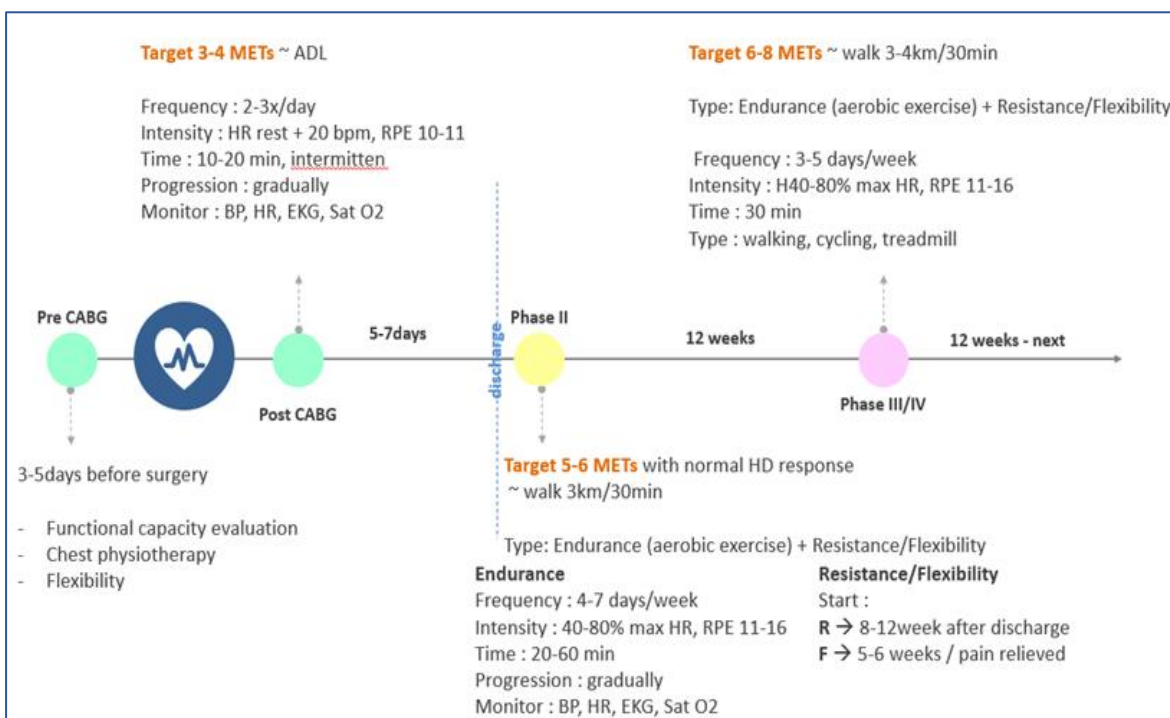 Target 3-4 METs ~ ADL
Frequency : 2-3x/day
Intensity : HR rest + 20 bpm, RPE 10-11
Time : 10-20 min, intermitten
Progression : gradually
Monitor : BP, HR, EKG, Sat O2
Target 6-8 METs ~ walk 3-4km/30min
Type: Endurance (aerobic exercise) + Resistance/Flexibility
Frequency : 3-5 days/week
Intensity : H40-80% max HR, RPE 11-16
Time : 30 min
Type : walking, cycling, treadmill
Pre CABG
Post CABG
5-7days
discharge
Phase II
12 weeks
Phase III/IV
12 weeks - next
3-5days before surgery
- Functional capacity evaluation
- Chest physiotherapy
- Flexibility
Target 5-6 METs with normal HD response
~ walk 3km/30min
Type: Endurance (aerobic exercise) + Resistance/Flexibility
Endurance
Frequency : 4-7 days/week
Intensity : 40-80% max HR, RPE 11-16
Time : 20-60 min
Progression : gradually
Monitor : BP, HR, EKG, Sat O2
Resistance/Flexibility
Start :
R → 8-12week after discharge
F → 5-6 weeks / pain relieved